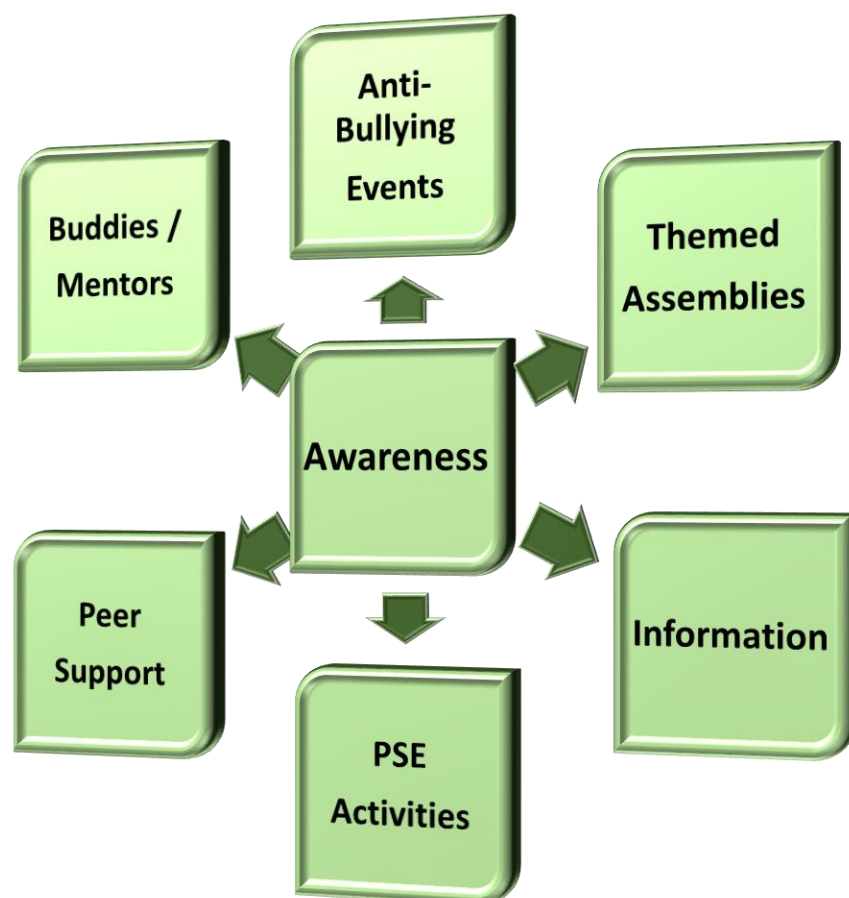 Anti-
Bullying
Events
Buddies /
Mentors
Themed
Assemblies
Awareness
Peer
Support
Information
PSE
Activities